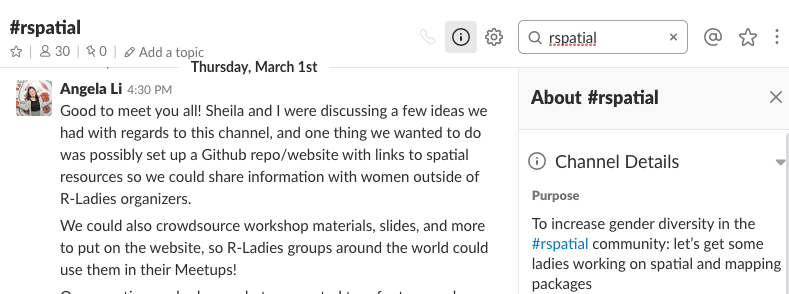 #rspatial
30 | 0 | Add a topic
rspatial
Thursday, March 1st
Angela Li 4:30 PM
Good to meet you all! Sheila and I were discussing a few ideas we
had with regards to this channel, and one thing we wanted to do
was possibly set up a Github repo/website with links to spatial
resources so we could share information with women outside of
R-Ladies organizers.
We could also crowdsource workshop materials, slides, and more
to put on the website, so R-Ladies groups around the world could
use them in their Meetups!
About #rspatial
Channel Details
Purpose
To increase gender diversity in the
#rspatial community: let's get some
ladies working on spatial and mapping
packages